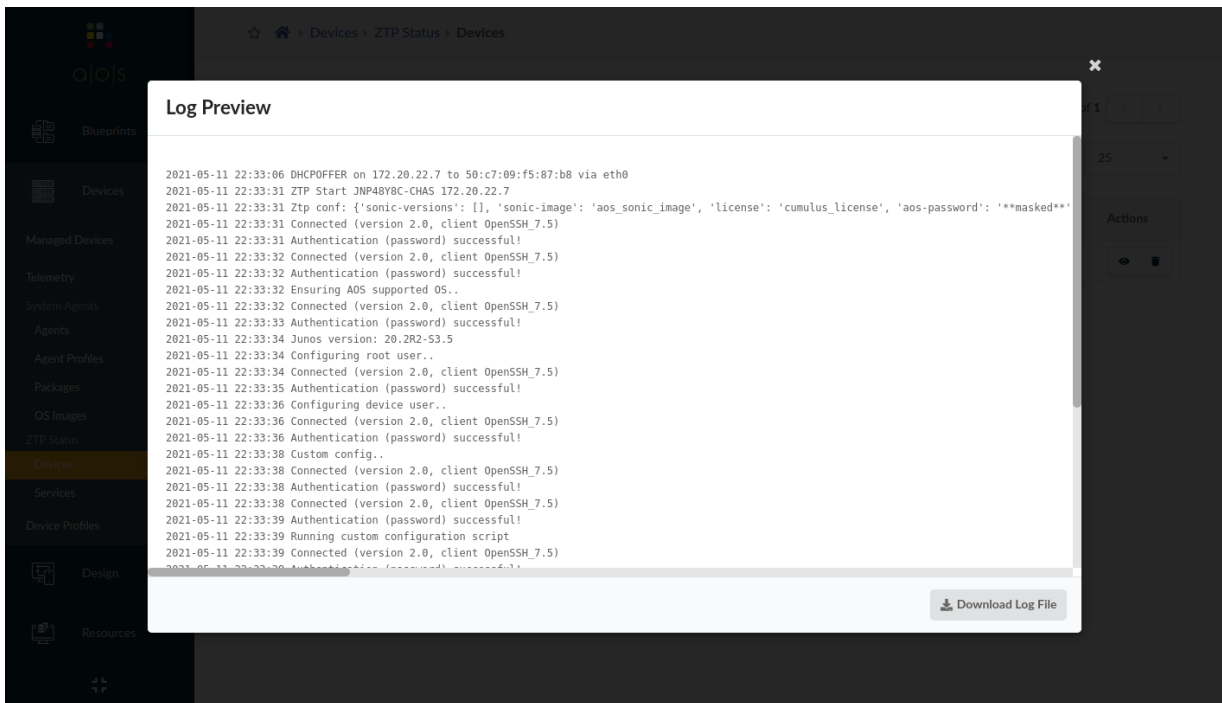 a|o|s
Devices › ZTP Status › Devices
Blueprints
Devices
Managed Devices
Telemetry
System Agents
Agents
Agent Profiles
Packages
OS Images
ZTP Status
Devices
Services
Device Profiles
Design
Resources
of 1
25
Actions
Log Preview
2021-05-11 22:33:06 DHCPOFFER on 172.20.22.7 to 50:c7:09:f5:87:b8 via eth0
2021-05-11 22:33:31 ZTP Start JNP48Y8C-CHAS 172.20.22.7
2021-05-11 22:33:31 Ztp conf: {'sonic-versions': [], 'sonic-image': 'aos_sonic_image', 'license': 'cumulus_license', 'aos-password': '**masked**'
2021-05-11 22:33:31 Connected (version 2.0, client OpenSSH_7.5)
2021-05-11 22:33:31 Authentication (password) successful!
2021-05-11 22:33:32 Connected (version 2.0, client OpenSSH_7.5)
2021-05-11 22:33:32 Authentication (password) successful!
2021-05-11 22:33:32 Ensuring AOS supported OS..
2021-05-11 22:33:32 Connected (version 2.0, client OpenSSH_7.5)
2021-05-11 22:33:33 Authentication (password) successful!
2021-05-11 22:33:34 Junos version: 20.2R2-S3.5
2021-05-11 22:33:34 Configuring root user..
2021-05-11 22:33:34 Connected (version 2.0, client OpenSSH_7.5)
2021-05-11 22:33:35 Authentication (password) successful!
2021-05-11 22:33:36 Configuring device user..
2021-05-11 22:33:36 Connected (version 2.0, client OpenSSH_7.5)
2021-05-11 22:33:36 Authentication (password) successful!
2021-05-11 22:33:38 Custom config..
2021-05-11 22:33:38 Connected (version 2.0, client OpenSSH_7.5)
2021-05-11 22:33:38 Authentication (password) successful!
2021-05-11 22:33:38 Connected (version 2.0, client OpenSSH_7.5)
2021-05-11 22:33:39 Authentication (password) successful!
2021-05-11 22:33:39 Running custom configuration script
2021-05-11 22:33:39 Connected (version 2.0, client OpenSSH_7.5)
Download Log File